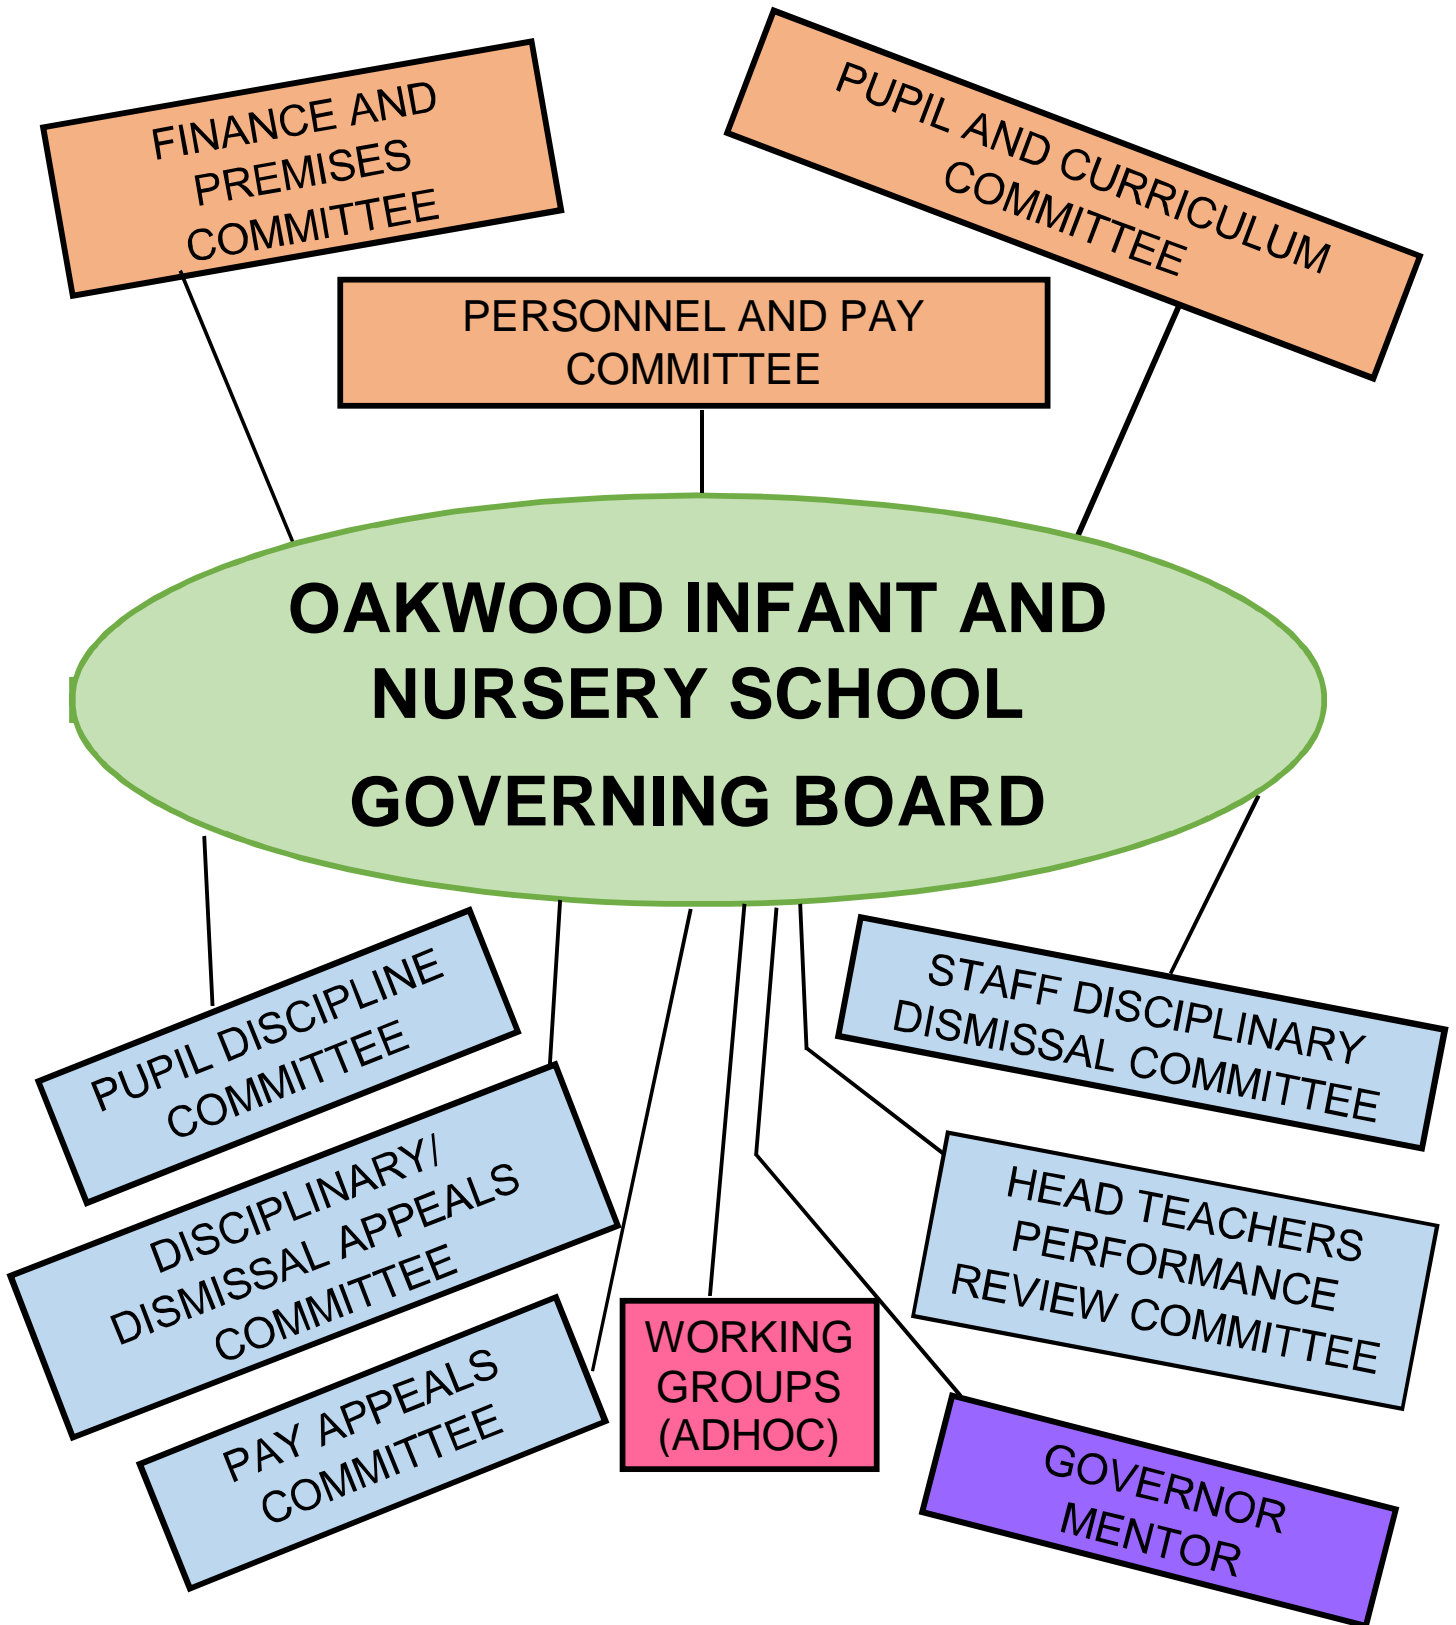 FINANCE AND
PREMISES
COMMITTEE
PUPIL AND CURRICULUM
COMMITTEE
PERSONNEL AND PAY
COMMITTEE
OAKWOOD INFANT AND
NURSERY SCHOOL
GOVERNING BOARD
PUPIL DISCIPLINE
COMMITTEE
STAFF DISCIPLINARY
DISMISSAL COMMITTEE
DISCIPLINARY/
DISMISSAL APPEALS
COMMITTEE
HEAD TEACHERS
PERFORMANCE
REVIEW COMMITTEE
PAY APPEALS
COMMITTEE
WORKING
GROUPS
(ADHOC)
GOVERNOR
MENTOR